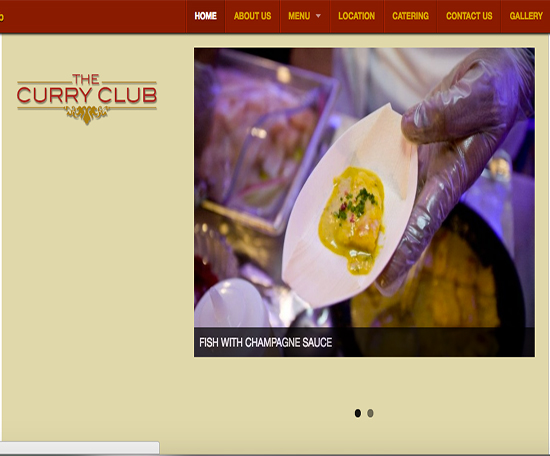 HOME ABOUT US MENU LOCATION CATERING CONTACT US GALLERY
THE
CURRY CLUB
FISH WITH CHAMPAGNE SAUCE